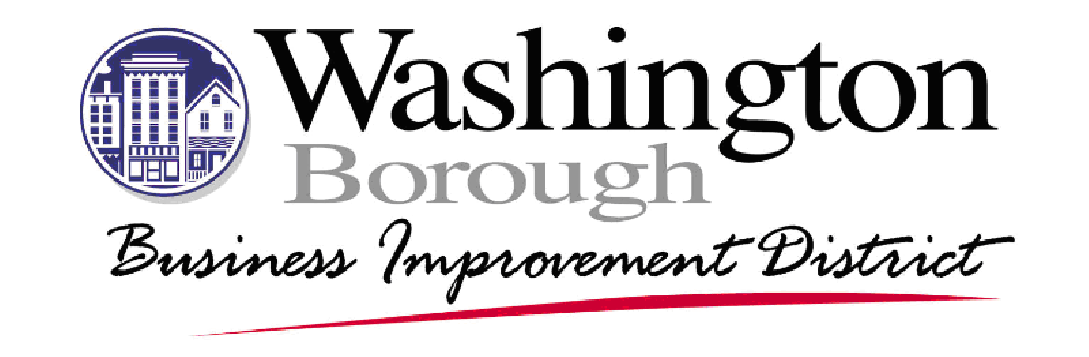 Washington
Borough
Business Improvement District